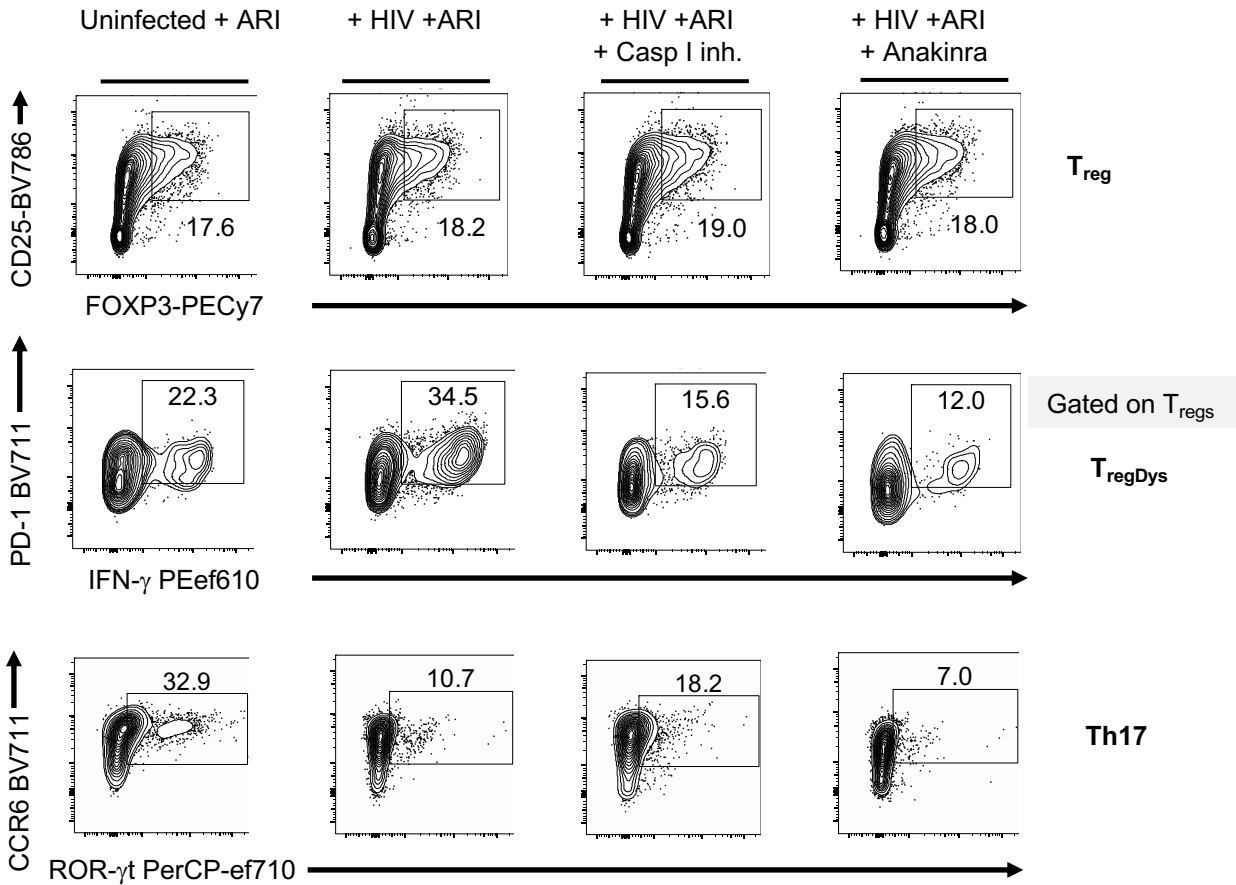 Uninfected + ARI
+ HIV +ARI
+ HIV +ARI
+ Casp I inh.
+ HIV +ARI
+ Anakinra
CD25-BV786
17.6
18.2
19.0
18.0
Treg
FOXP3-PECy7
PD-1 BV711
22.3
34.5
15.6
12.0
Gated on Tregs
TregDys
IFN-γ PEef610
CCR6 BV711
32.9
10.7
18.2
7.0
Th17
ROR-γt PerCP-ef710